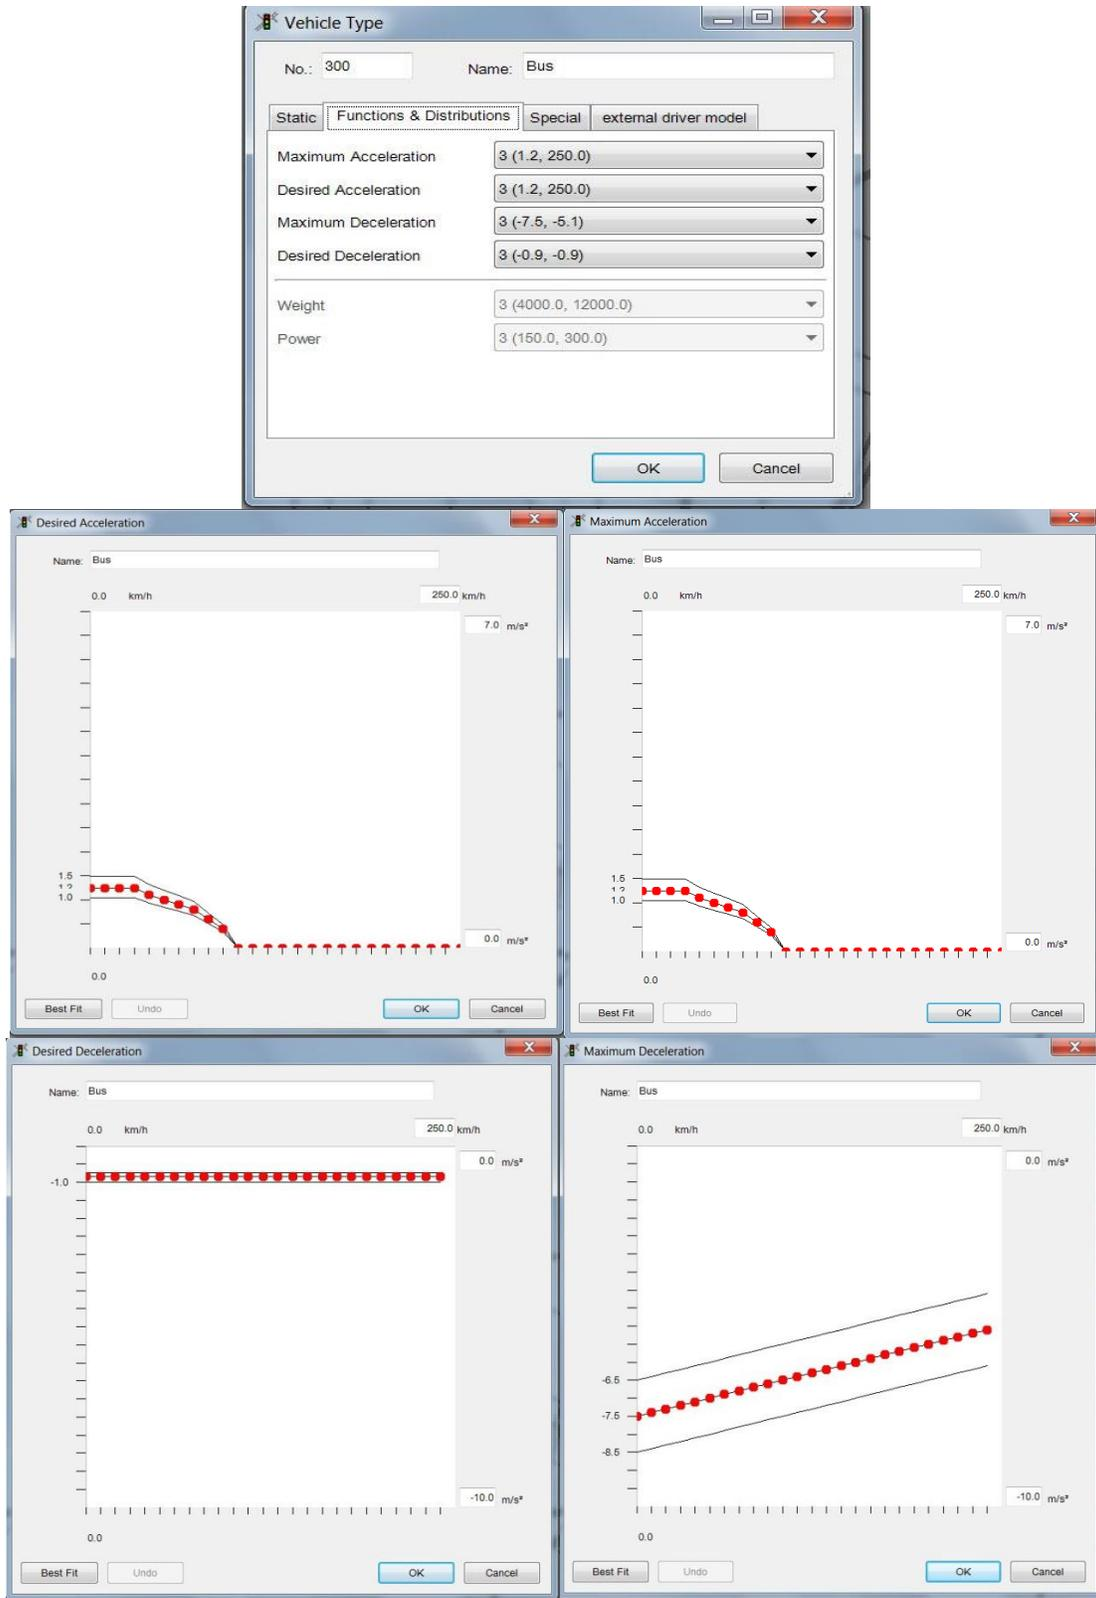 Vehicle Type
No.: 300 Name: Bus
Static Functions & Distributions Special external driver model
Maximum Acceleration 3 (1.2, 250.0)
Desired Acceleration 3 (1.2, 250.0)
Maximum Deceleration 3 (-7.5, -5.1)
Desired Deceleration 3 (-0.9, -0.9)
Weight 3 (4000.0, 12000.0)
Power 3 (150.0, 300.0)
OK Cancel
Desired Acceleration
Name: Bus
0.0 km/h 250.0 km/h
7.0 m/s²
1.5
1.2
1.0
0.0 m/s²
0.0
Best Fit Undo OK Cancel
Maximum Acceleration
Name: Bus
0.0 km/h 250.0 km/h
7.0 m/s²
1.5
1.2
1.0
0.0 m/s²
0.0
Best Fit Undo OK Cancel
Desired Deceleration
Name: Bus
0.0 km/h 250.0 km/h
0.0 m/s²
-1.0
-10.0 m/s²
0.0
Best Fit Undo OK Cancel
Maximum Deceleration
Name: Bus
0.0 km/h 250.0 km/h
0.0 m/s²
-6.5
-7.5
-8.5
-10.0 m/s²
0.0
Best Fit Undo OK Cancel